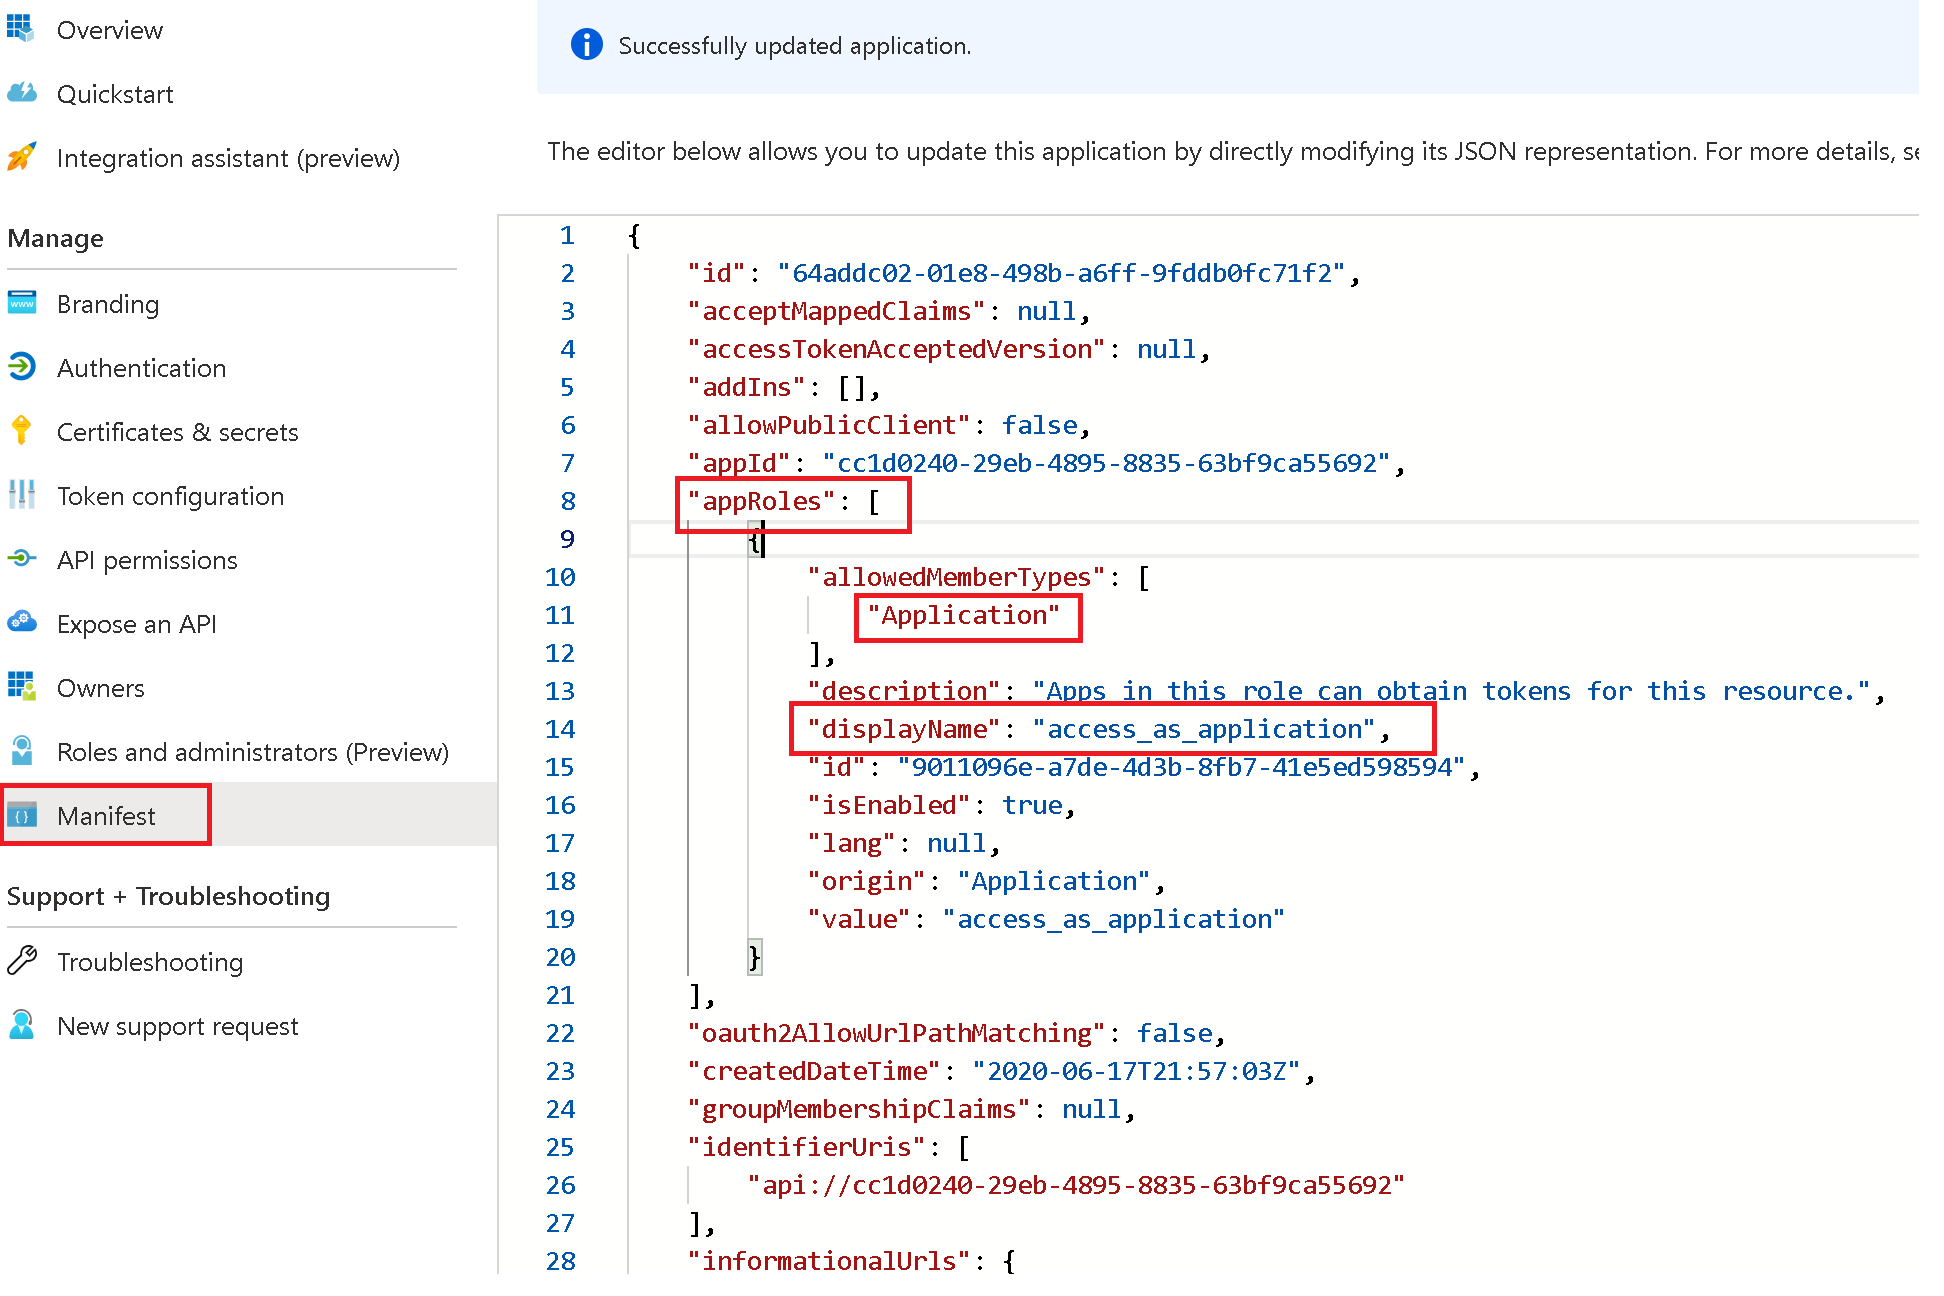 Overview
Quickstart
Integration assistant (preview)
Manage
Branding
Authentication
Certificates & secrets
Token configuration
API permissions
Expose an API
Owners
Roles and administrators (Preview)
Manifest
Support + Troubleshooting
Troubleshooting
New support request
Successfully updated application.
The editor below allows you to update this application by directly modifying its JSON representation. For more details, se
1 {
2 "id": "64addc02-01e8-498b-a6ff-9fddb0fc71f2",
3 "acceptMappedClaims": null,
4 "accessTokenAcceptedVersion": null,
5 "addIns": [],
6 "allowPublicClient": false,
7 "appId": "cc1d0240-29eb-4895-8835-63bf9ca55692",
8 "appRoles": [
9 {
10 "allowedMemberTypes": [
11 "Application"
12 ],
13 "description": "Apps in this role can obtain tokens for this resource.",
14 "displayName": "access_as_application",
15 "id": "9011096e-a7de-4d3b-8fb7-41e5ed598594",
16 "isEnabled": true,
17 "lang": null,
18 "origin": "Application",
19 "value": "access_as_application"
20 }
21 ],
22 "oauth2AllowUrlPathMatching": false,
23 "createdDateTime": "2020-06-17T21:57:03Z",
24 "groupMembershipClaims": null,
25 "identifierUris": [
26 "api://cc1d0240-29eb-4895-8835-63bf9ca55692"
27 ],
28 "informationalUrls": {